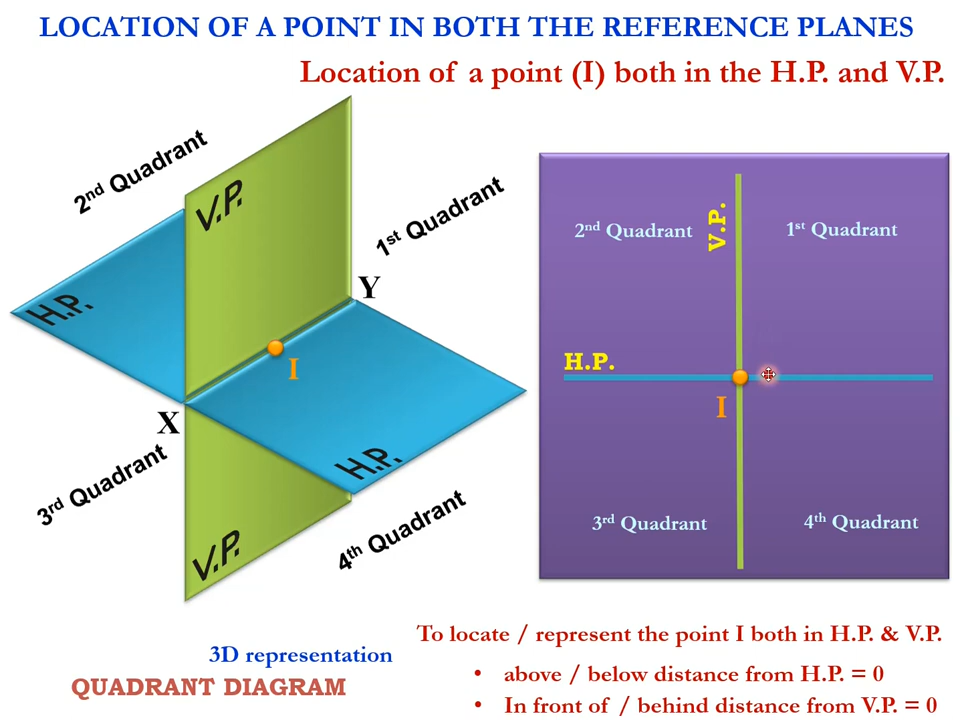 LOCATION OF A POINT IN BOTH THE REFERENCE PLANES
Location of a point (I) both in the H.P. and V.P.
2nd Quadrant
V.P.
1st Quadrant
H.P.
Y
I
X
H.P.
3rd Quadrant
V.P.
4th Quadrant
2nd Quadrant
V.P.
1st Quadrant
H.P.
I
3rd Quadrant
4th Quadrant
3D representation
QUADRANT DIAGRAM
To locate / represent the point I both in H.P. & V.P.
• above / below distance from H.P. = 0
• In front of / behind distance from V.P. = 0